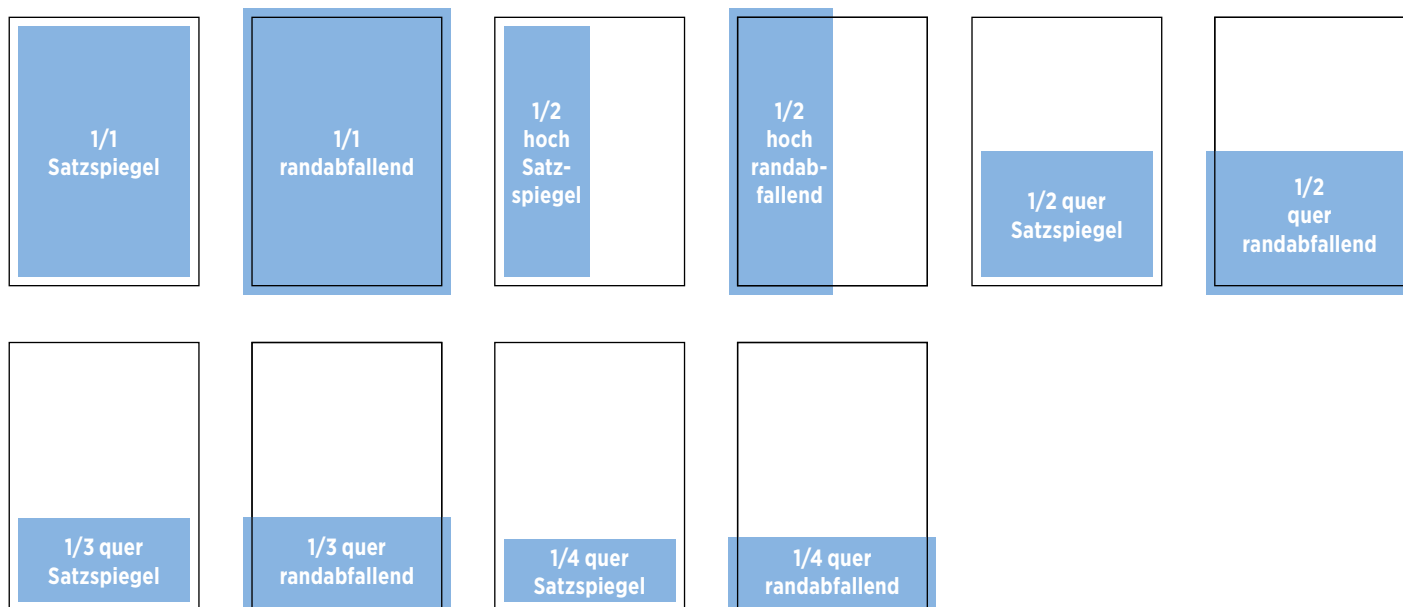 1/1
Satzspiegel
1/1
randabfallend
1/2
hoch
Satz-
spiegel
1/2
hoch
randab-
fallend
1/2 quer
Satzspiegel
1/2
quer
randabfallend
1/3 quer
Satzspiegel
1/3 quer
randabfallend
1/4 quer
Satzspiegel
1/4 quer
randabfallend